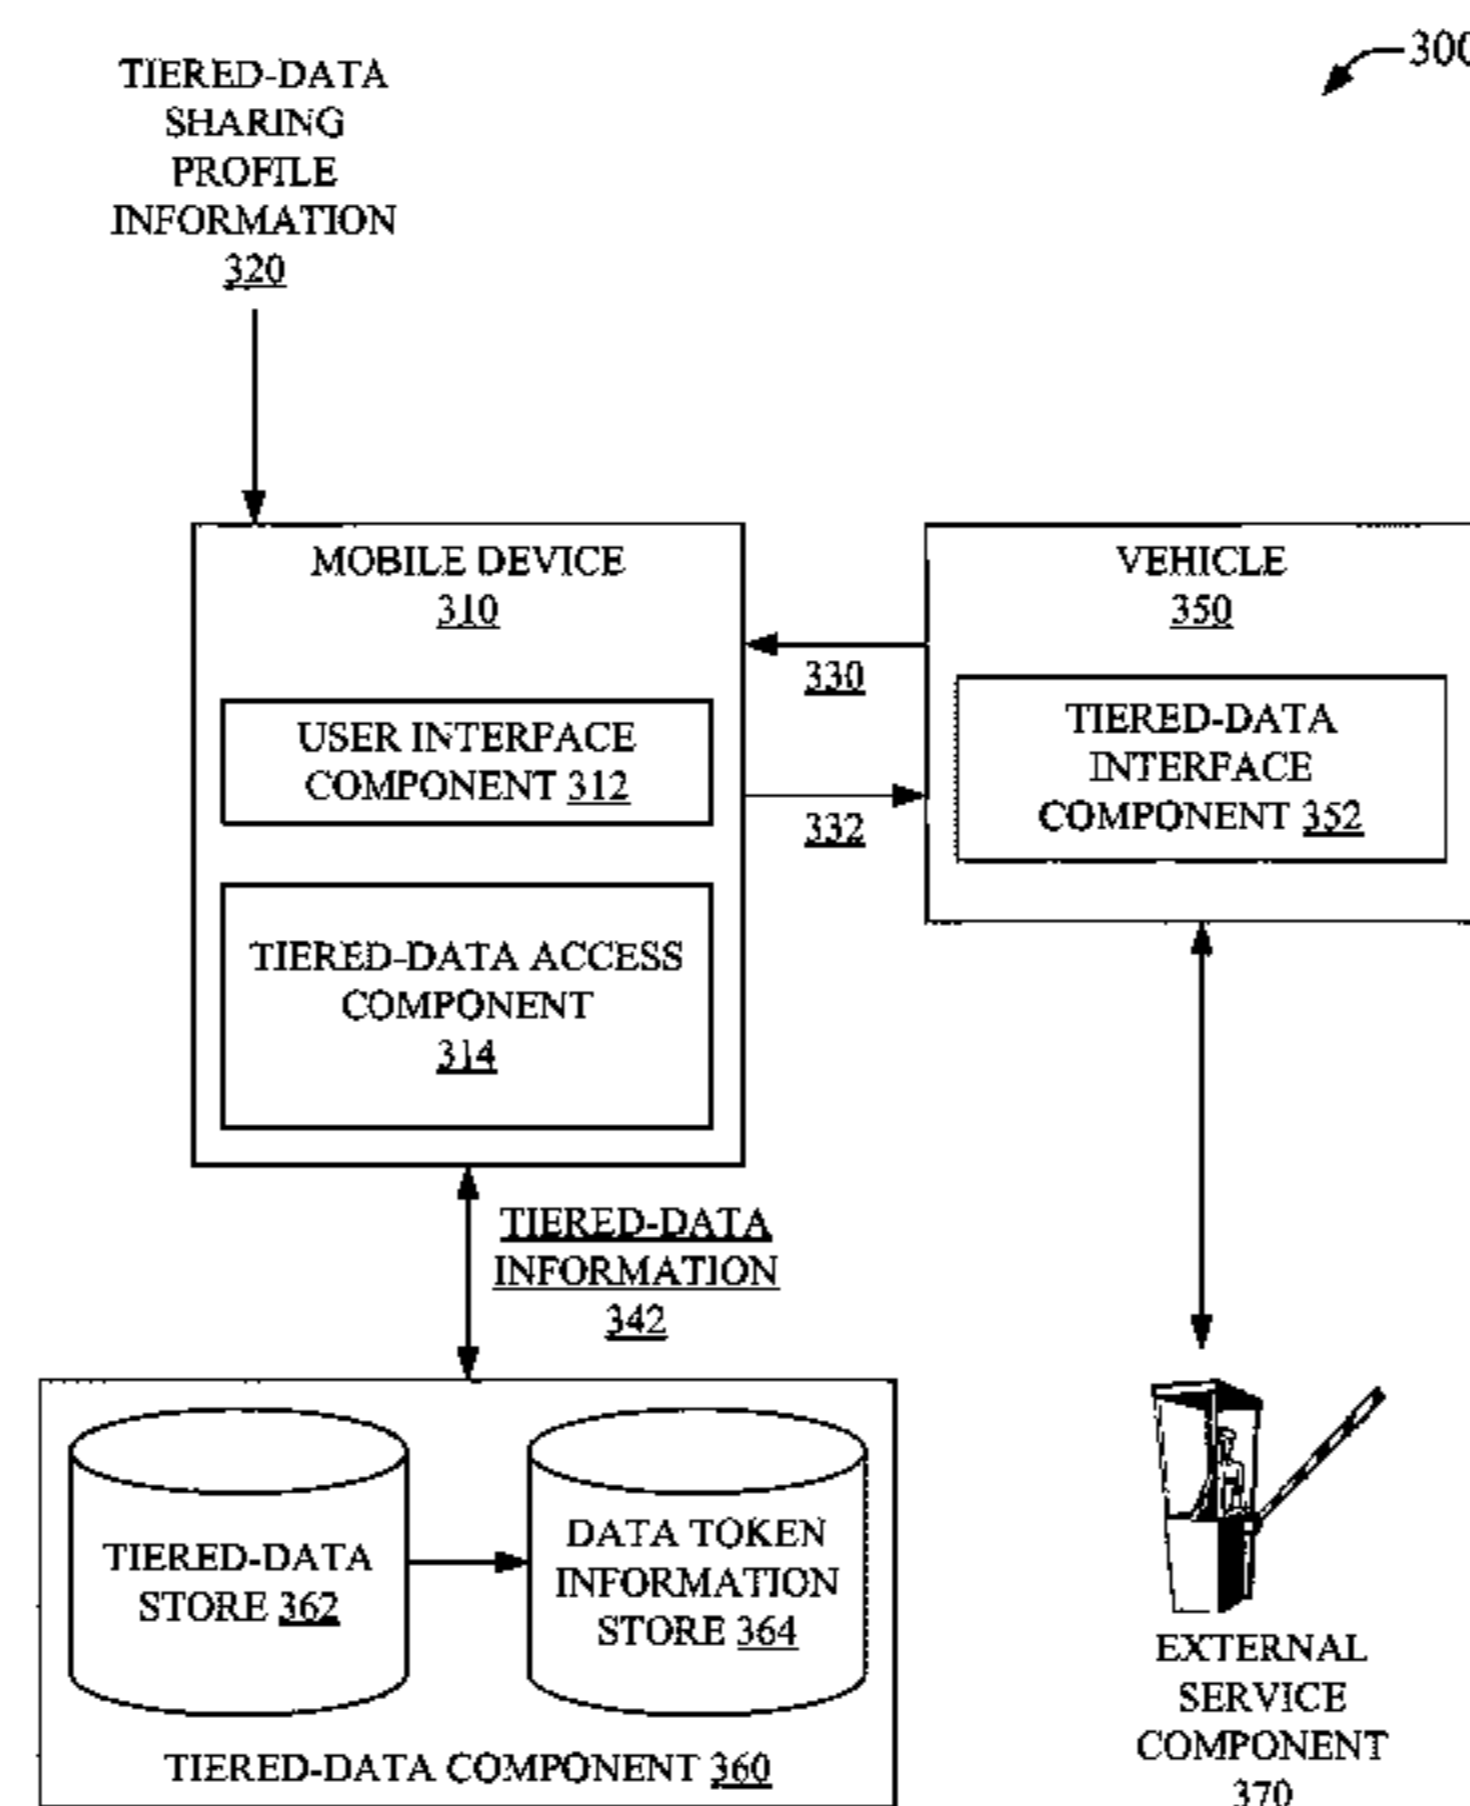 300
TIERED-DATA
SHARING
PROFILE
INFORMATION
320
MOBILE DEVICE
310
USER INTERFACE
COMPONENT 312
TIERED-DATA ACCESS
COMPONENT
314
330
332
VEHICLE
350
TIERED-DATA
INTERFACE
COMPONENT 352
TIERED-DATA
INFORMATION
342
TIERED-DATA
STORE 362
DATA TOKEN
INFORMATION
STORE 364
TIERED-DATA COMPONENT 360
EXTERNAL
SERVICE
COMPONENT
370